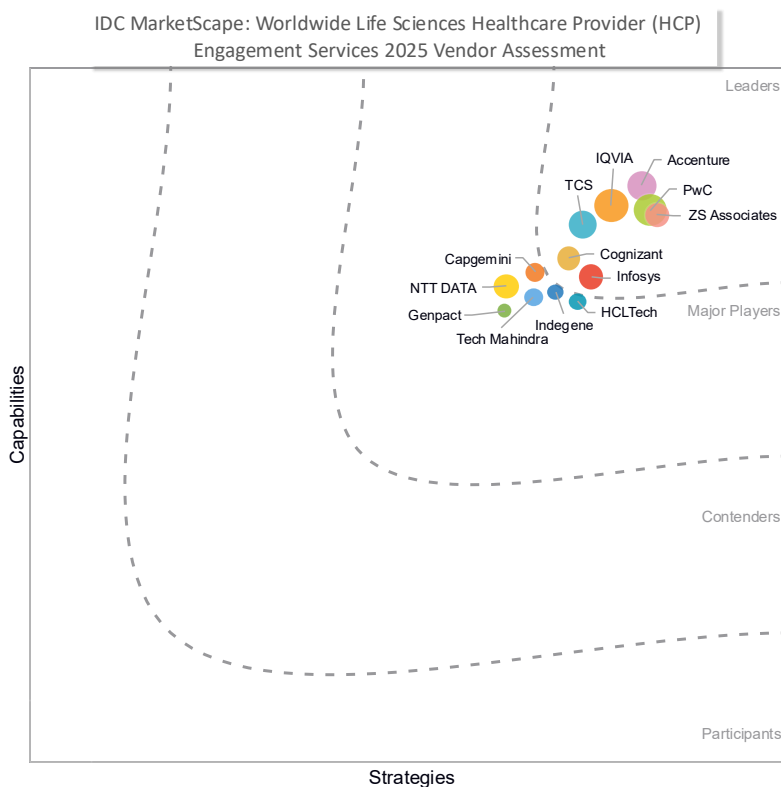 IDC MarketScape: Worldwide Life Sciences Healthcare Provider (HCP)
Engagement Services 2025 Vendor Assessment
Leaders
IQVIA
Accenture
TCS
PwC
ZS Associates
Capgemini
Cognizant
NTT DATA
Infosys
Genpact
HCLTech
Indegene
Tech Mahindra
Major Players
Capabilities
Contenders
Participants
Strategies